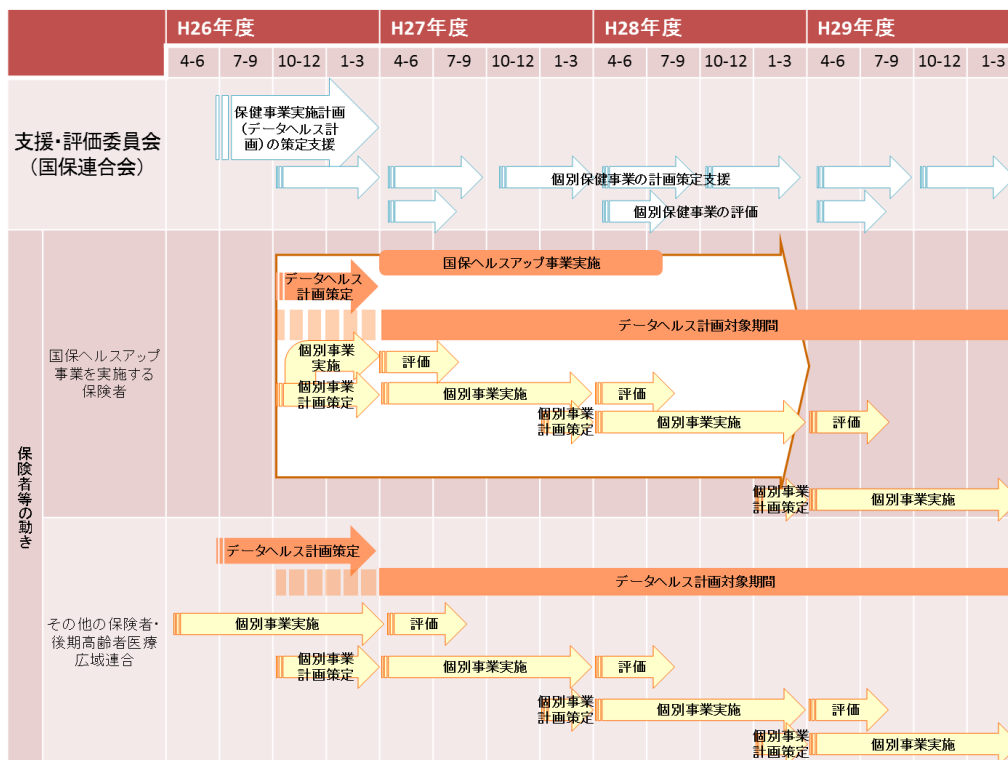 H26年度 H27年度 H28年度 H29年度
4-6 7-9 10-12 1-3 4-6 7-9 10-12 1-3 4-6 7-9 10-12 1-3 4-6 7-9 10-12 1-3
支援・評価委員会
（国保連合会）
保健事業実施計画
（データヘルス計
画）の策定支援
個別保健事業の計画策定支援
個別保健事業の評価
保険者等の動き
国保ヘルスアップ
事業を実施する
保険者
国保ヘルスアップ事業実施
データヘルス
計画策定
データヘルス計画対象期間
個別事業
実施
評価
個別事業
計画策定
個別事業実施
評価
個別事業
計画策定
個別事業実施
評価
個別事業
計画策定
個別事業実施
その他の保険者・
後期高齢者医療
広域連合
データヘルス計画策定
データヘルス計画対象期間
個別事業実施
評価
個別事業
計画策定
個別事業実施
評価
個別事業
計画策定
個別事業実施
評価
個別事業
計画策定
個別事業実施